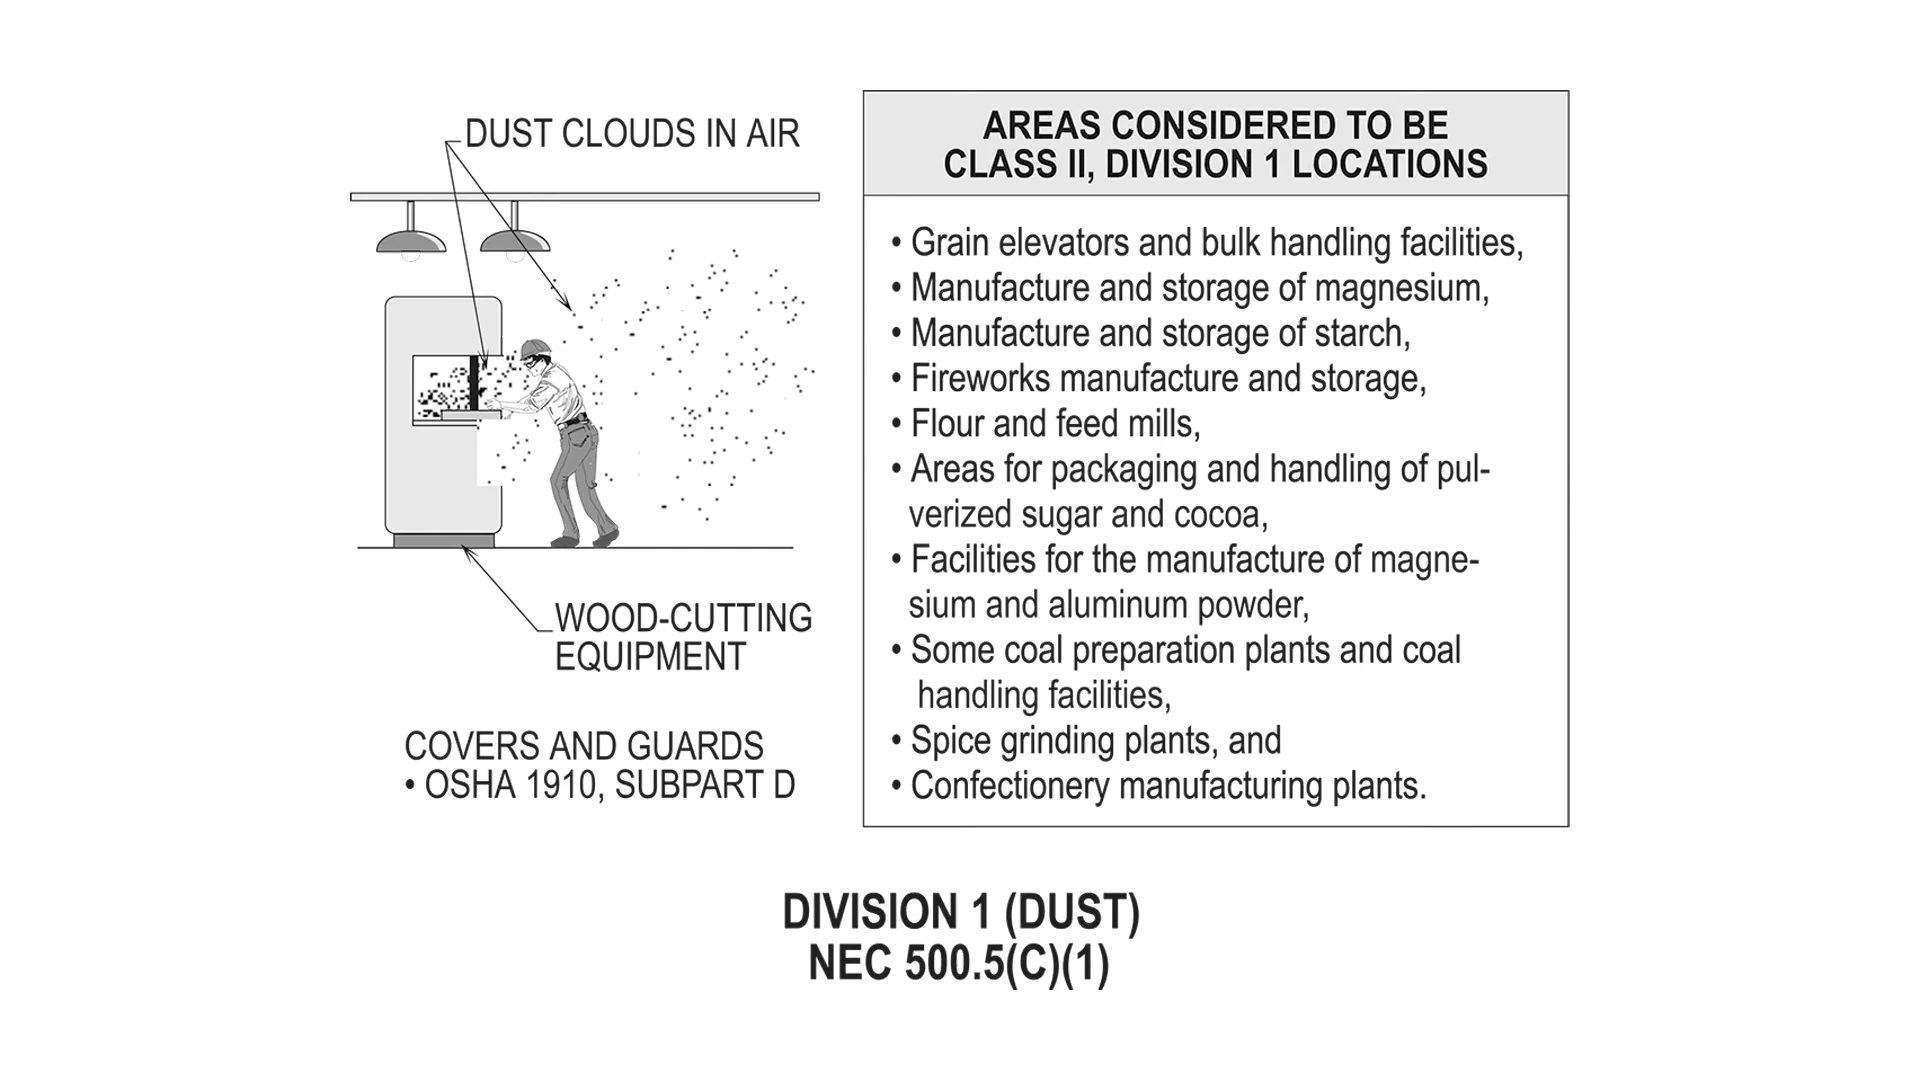 DUST CLOUDS IN AIR
WOOD-CUTTING
EQUIPMENT
COVERS AND GUARDS
• OSHA 1910, SUBPART D
AREAS CONSIDERED TO BE
CLASS II, DIVISION 1 LOCATIONS
• Grain elevators and bulk handling facilities,
• Manufacture and storage of magnesium,
• Manufacture and storage of starch,
• Fireworks manufacture and storage,
• Flour and feed mills,
• Areas for packaging and handling of pul-
verized sugar and cocoa,
• Facilities for the manufacture of magne-
sium and aluminum powder,
• Some coal preparation plants and coal
handling facilities,
• Spice grinding plants, and
• Confectionery manufacturing plants.
DIVISION 1 (DUST)
NEC 500.5(C)(1)